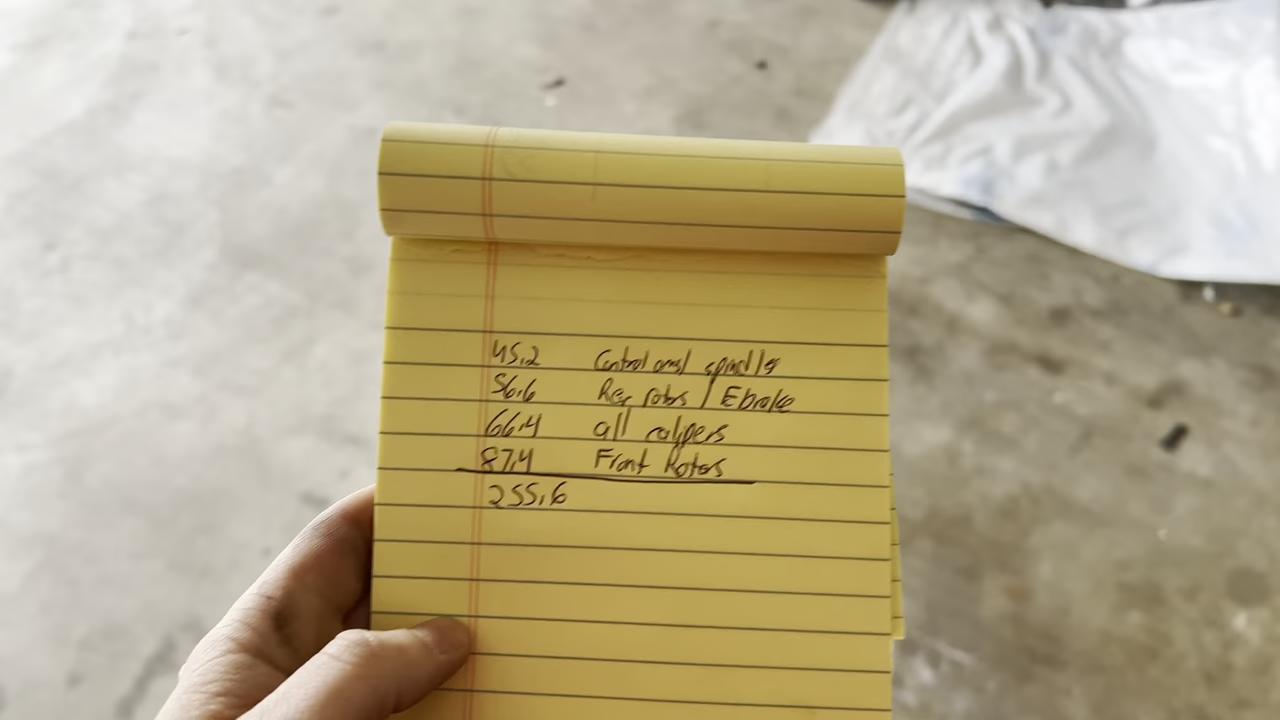 45.2 Control arms/ spindles
56.6 Rear rotors / Ebrake
66.4 all calipers
87.4 Front Rotors
255.6